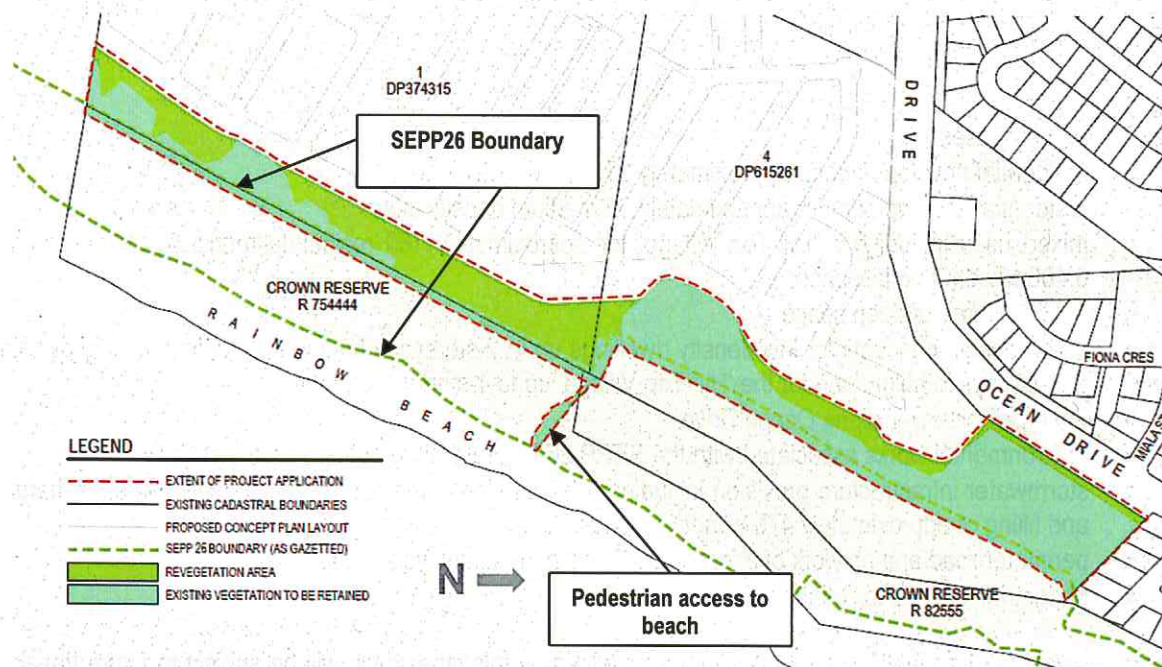 1
DP374315
SEPP26 Boundary
4
DP615261
DRIVE
CROWN RESERVE
R 754444
RAINBOW BEACH
FIONA CRES
OCEAN DRIVE
MIALA ST
LEGEND
EXTENT OF PROJECT APPLICATION
EXISTING CADASTRAL BOUNDARIES
PROPOSED CONCEPT PLAN LAYOUT
SEPP 26 BOUNDARY (AS GAZETTED)
REVEGETATION AREA
EXISTING VEGETATION TO BE RETAINED
N
Pedestrian access to
beach
CROWN RESERVE
R 82555